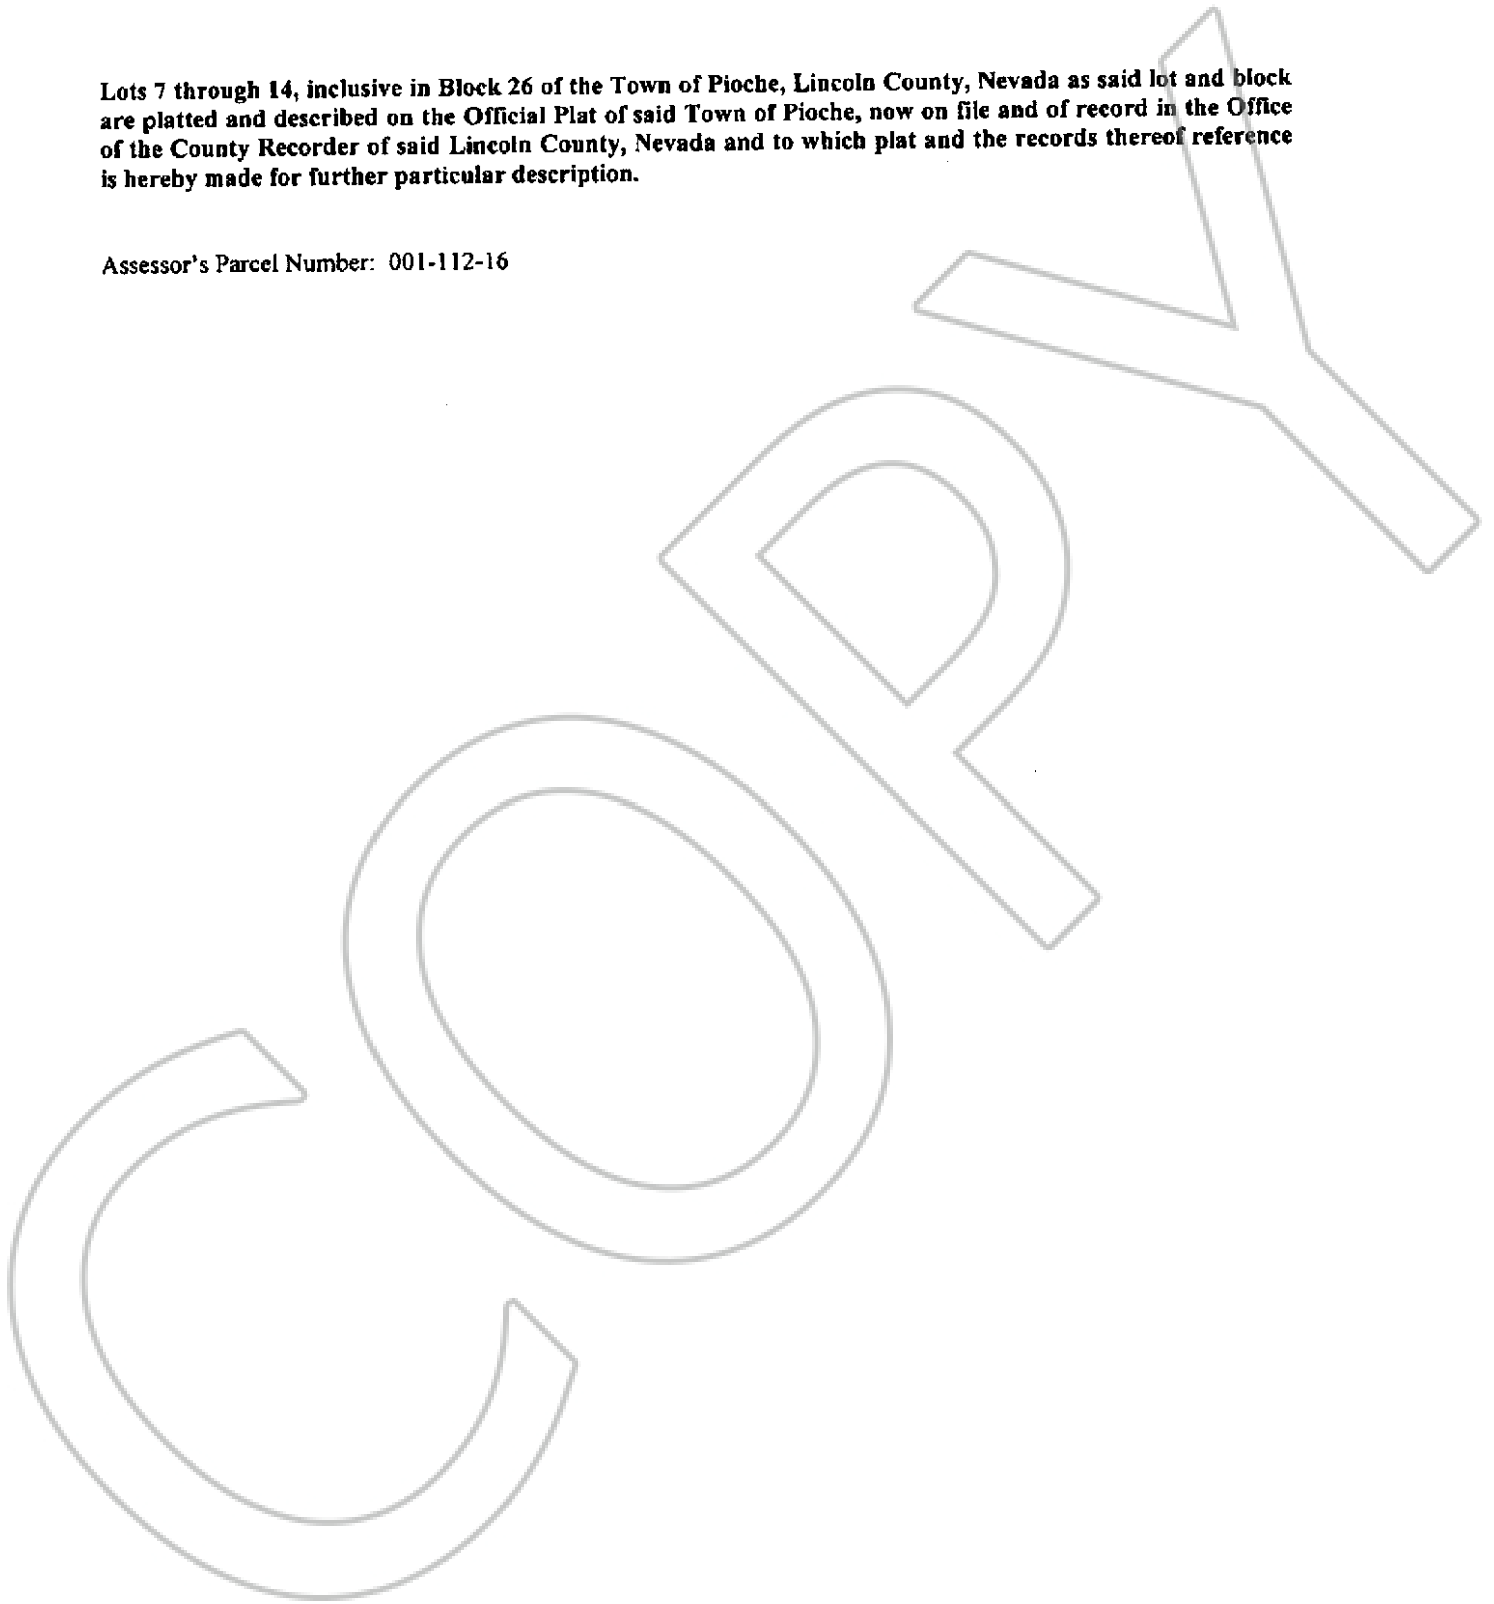 Lots 7 through 14, inclusive in Block 26 of the Town of Pioche, Lincoln County, Nevada as said lot and block
are platted and described on the Official Plat of said Town of Pioche, now on file and of record in the Office
of the County Recorder of said Lincoln County, Nevada and to which plat and the records thereof reference
is hereby made for further particular description.
Assessor's Parcel Number: 001-112-16
COPY